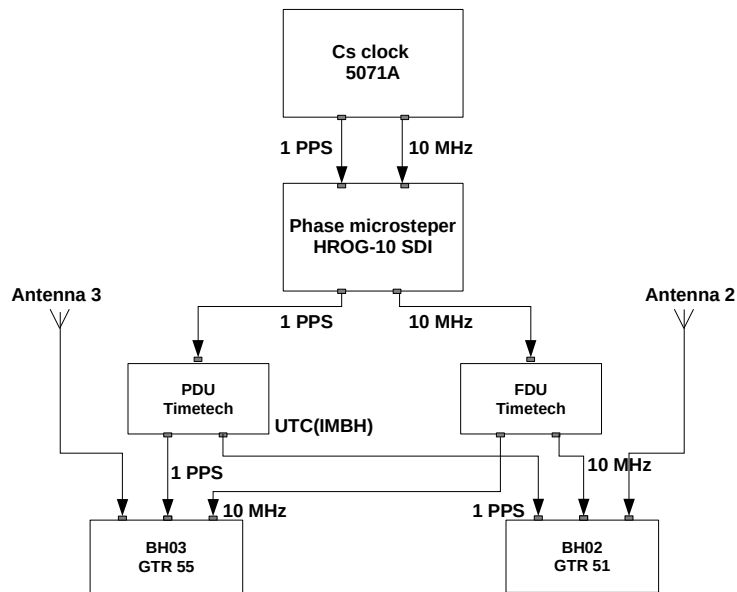 Cs clock
5071A
1 PPS
10 MHz
Phase microsteper
HROG-10 SDI
Antenna 3
Antenna 2
1 PPS
10 MHz
PDU
Timetech
FDU
Timetech
UTC(IMBH)
1 PPS
10 MHz
10 MHz
1 PPS
BH03
GTR 55
BH02
GTR 51